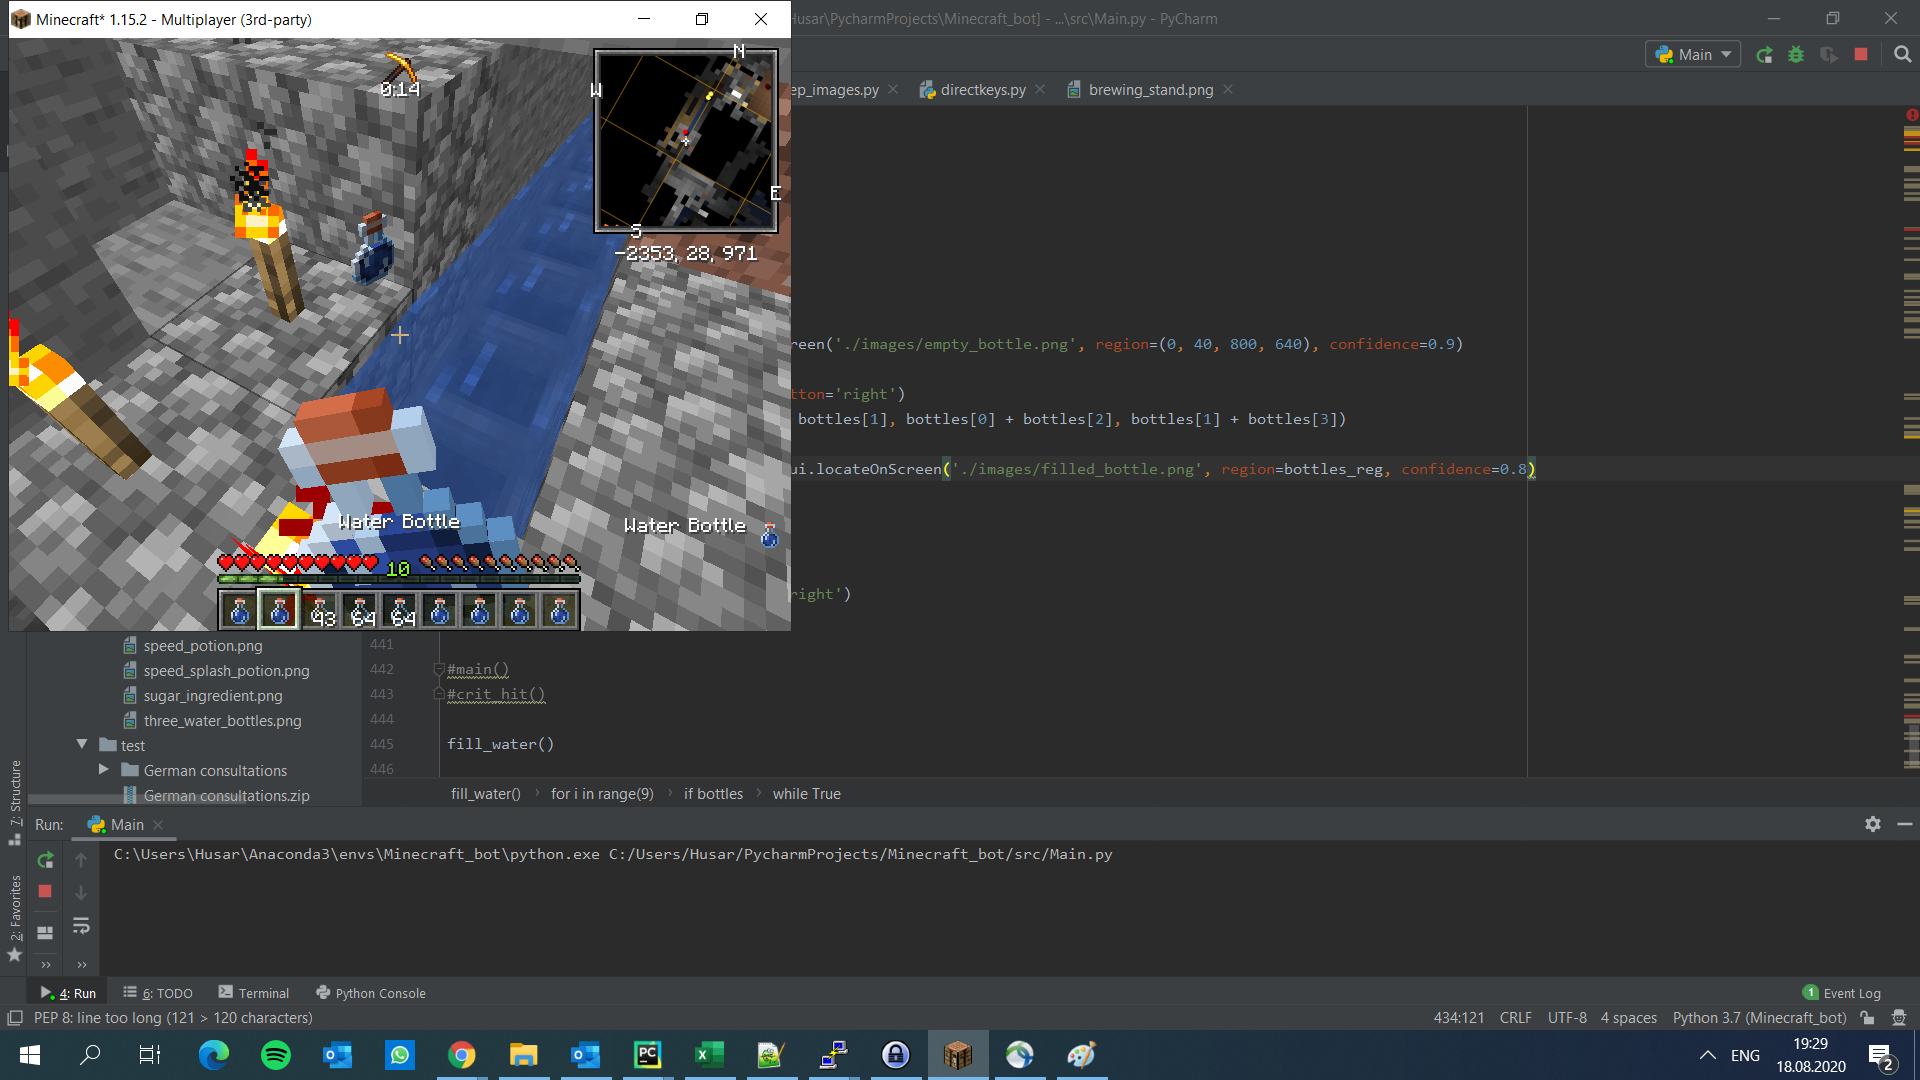 Minecraft* 1.15.2 - Multiplayer (3rd-party)
Husar\PycharmProjects\Minecraft_bot] - ...\src\Main.py - PyCharm
Main
ep_images.py
directkeys.py
brewing_stand.png
0:14
N
W
E
S
-2353, 28, 971
reen('./images/empty_bottle.png', region=(0, 40, 800, 640), confidence=0.9)
tton='right')
bottles[1], bottles[0] + bottles[2], bottles[1] + bottles[3])
ui.locateOnScreen('./images/filled_bottle.png', region=bottles_reg, confidence=0.8)
right')
Water Bottle
Water Bottle
10
43 64 64
speed_potion.png
speed_splash_potion.png
sugar_ingredient.png
three_water_bottles.png
test
German consultations
German consultations.zip
441
442 #main()
443 #crit_hit()
444
445 fill_water()
446
fill_water() > for i in range(9) > if bottles > while True
7: Structure
2: Favorites
Run: Main
C:\Users\Husar\Anaconda3\envs\Minecraft_bot\python.exe C:/Users/Husar/PycharmProjects/Minecraft_bot/src/Main.py
4: Run
6: TODO
Terminal
Python Console
1 Event Log
PEP 8: line too long (121 > 120 characters)
434:121 CRLF UTF-8 4 spaces Python 3.7 (Minecraft_bot)
PC
ENG
19:29
18.08.2020
2